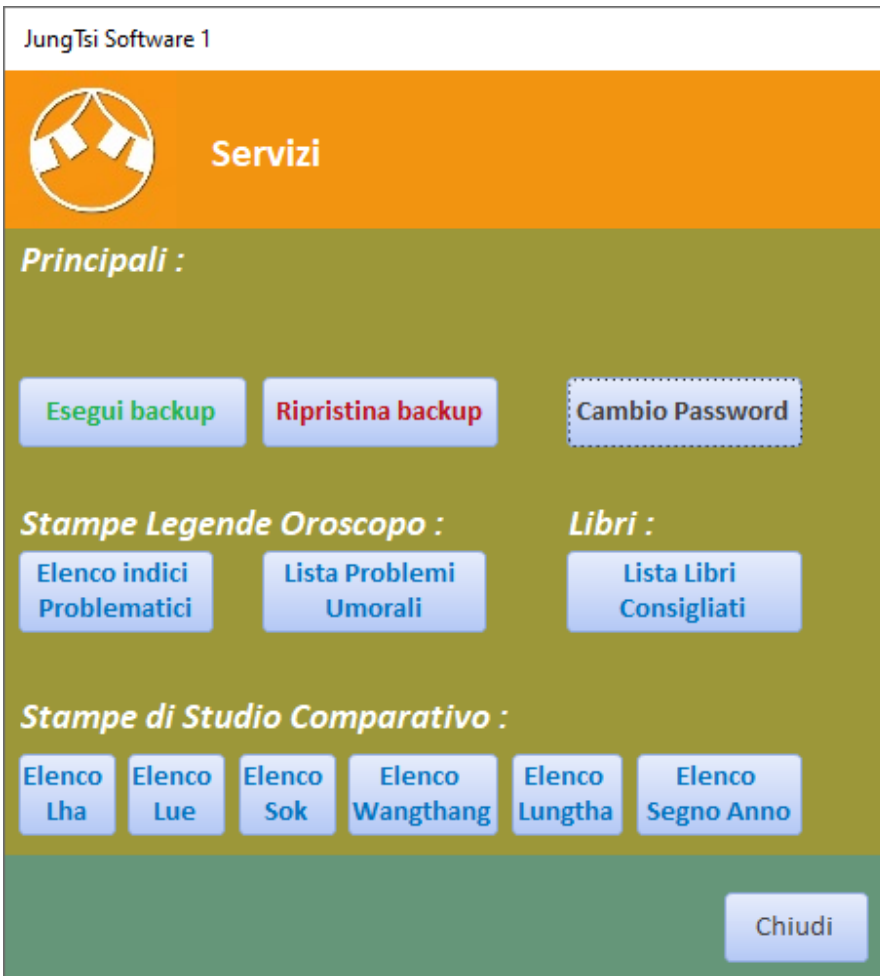 JungTsi Software 1
Servizi
Principali :
Esegui backup
Ripristina backup
Cambio Password
Stampe Legende Oroscopo :
Libri :
Elenco indici
Problematici
Lista Problemi
Umorali
Lista Libri
Consigliati
Stampe di Studio Comparativo :
Elenco
Lha
Elenco
Lue
Elenco
Sok
Elenco
Wangthang
Elenco
Lungtha
Elenco
Segno Anno
Chiudi